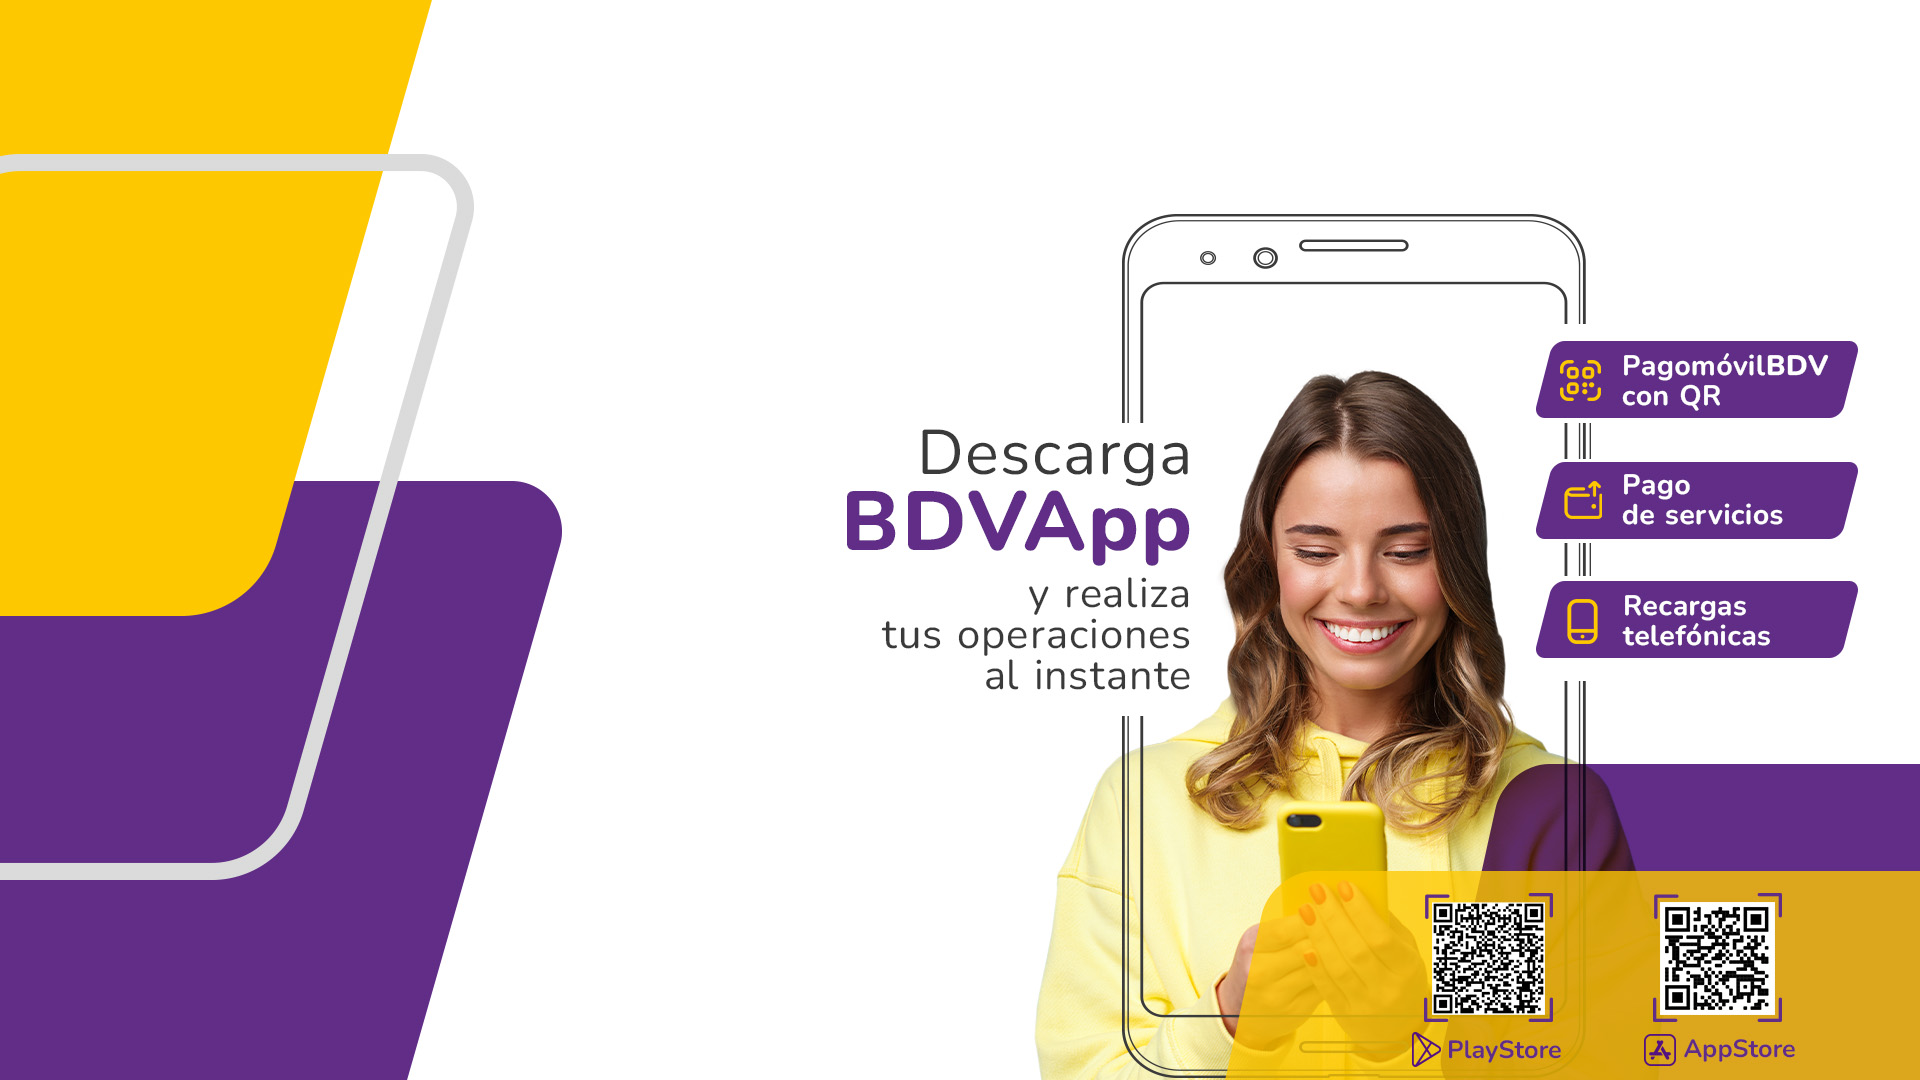 Descarga
BDVApp
y realiza
tus operaciones
al instante
PagomóvilBDV
con QR
Pago
de servicios
Recargas
telefónicas
PlayStore
AppStore